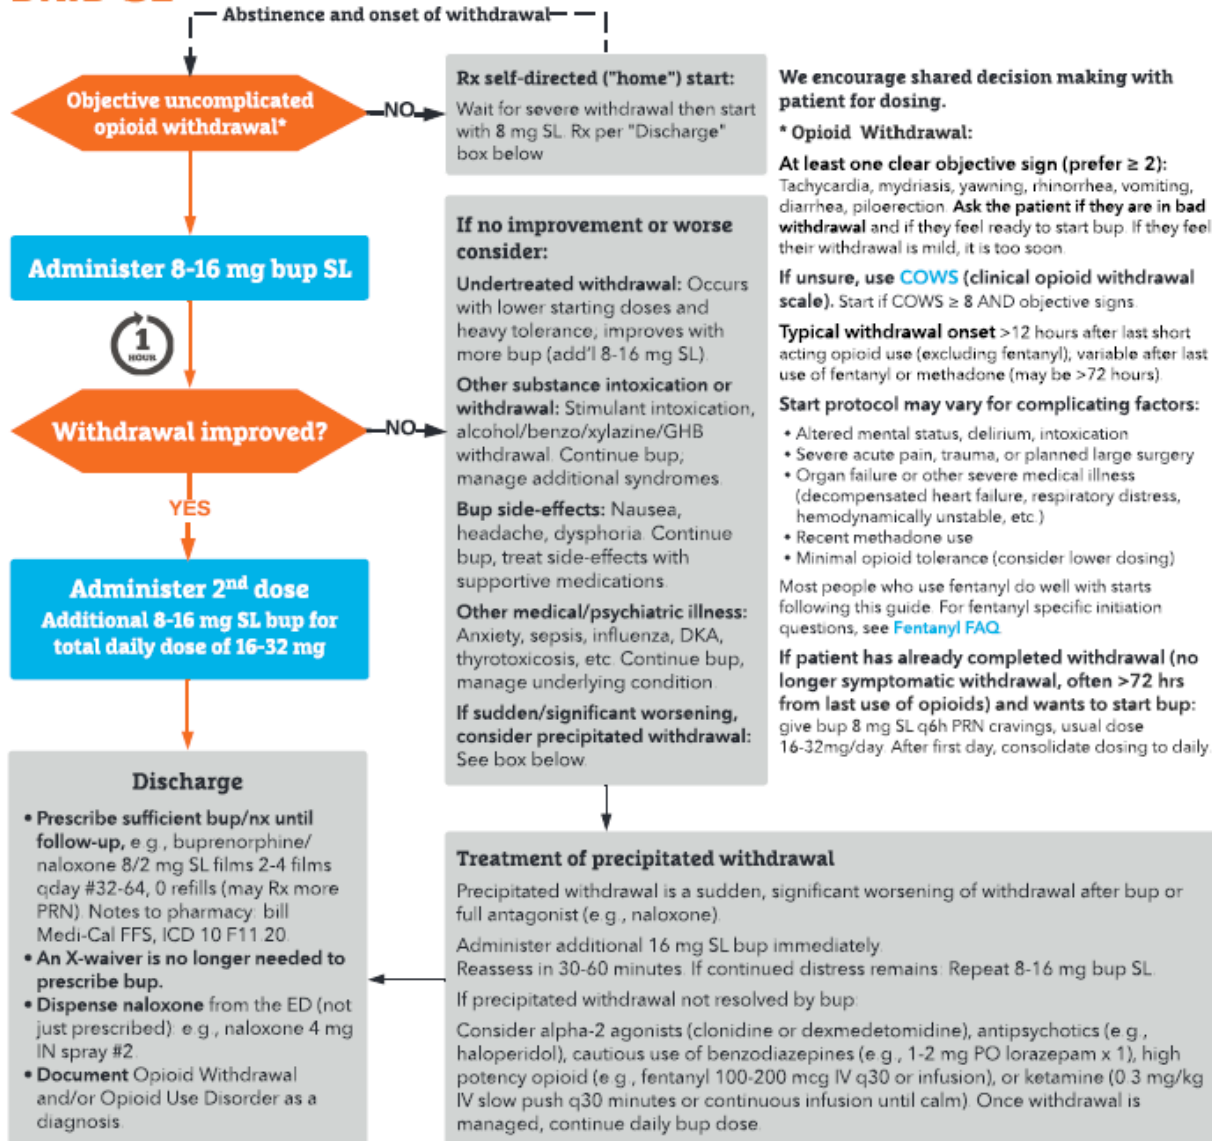 Abstinence and onset of withdrawal
Objective uncomplicated
opioid withdrawal*
NO
Rx self-directed ("home") start:
Wait for severe withdrawal then start
with 8 mg SL. Rx per "Discharge"
box below
Administer 8-16 mg bup SL
1
HOUR
Withdrawal improved?
NO
YES
Administer 2nd dose
Additional 8-16 mg SL bup for
total daily dose of 16-32 mg
If no improvement or worse
consider:
Undertreated withdrawal: Occurs
with lower starting doses and
heavy tolerance; improves with
more bup (add'l 8-16 mg SL).
Other substance intoxication or
withdrawal: Stimulant intoxication,
alcohol/benzo/xylazine/GHB
withdrawal. Continue bup,
manage additional syndromes.
Bup side-effects: Nausea,
headache, dysphoria. Continue
bup, treat side-effects with
supportive medications.
Other medical/psychiatric illness:
Anxiety, sepsis, influenza, DKA,
thyrotoxicosis, etc. Continue bup,
manage underlying condition.
If sudden/significant worsening,
consider precipitated withdrawal:
See box below.
We encourage shared decision making with
patient for dosing.
* Opioid Withdrawal:
At least one clear objective sign (prefer ≥ 2):
Tachycardia, mydriasis, yawning, rhinorrhea, vomiting,
diarrhea, piloerection. Ask the patient if they are in bad
withdrawal and if they feel ready to start bup. If they feel
their withdrawal is mild, it is too soon.
If unsure, use COWS (clinical opioid withdrawal
scale). Start if COWS ≥ 8 AND objective signs.
Typical withdrawal onset >12 hours after last short
acting opioid use (excluding fentanyl); variable after last
use of fentanyl or methadone (may be >72 hours).
Start protocol may vary for complicating factors:
• Altered mental status, delirium, intoxication
• Severe acute pain, trauma, or planned large surgery
• Organ failure or other severe medical illness
(decompensated heart failure, respiratory distress,
hemodynamically unstable, etc.)
• Recent methadone use
• Minimal opioid tolerance (consider lower dosing)
Most people who use fentanyl do well with starts
following this guide. For fentanyl specific initiation
questions, see Fentanyl FAQ.
If patient has already completed withdrawal (no
longer symptomatic withdrawal, often >72 hrs
from last use of opioids) and wants to start bup:
give bup 8 mg SL q6h PRN cravings, usual dose
16-32mg/day. After first day, consolidate dosing to daily.
Discharge
• Prescribe sufficient bup/nx until
follow-up, e.g., buprenorphine/
naloxone 8/2 mg SL films 2-4 films
qday #32-64, 0 refills (may Rx more
PRN). Notes to pharmacy: bill
Medi-Cal FFS, ICD 10 F11.20.
• An X-waiver is no longer needed to
prescribe bup.
• Dispense naloxone from the ED (not
just prescribed): e.g., naloxone 4 mg
IN spray #2.
• Document Opioid Withdrawal
and/or Opioid Use Disorder as a
diagnosis.
Treatment of precipitated withdrawal
Precipitated withdrawal is a sudden, significant worsening of withdrawal after bup or
full antagonist (e.g., naloxone).
Administer additional 16 mg SL bup immediately.
Reassess in 30-60 minutes. If continued distress remains: Repeat 8-16 mg bup SL.
If precipitated withdrawal not resolved by bup:
Consider alpha-2 agonists (clonidine or dexmedetomidine), antipsychotics (e.g.,
haloperidol), cautious use of benzodiazepines (e.g., 1-2 mg PO lorazepam x 1), high
potency opioid (e.g., fentanyl 100-200 mcg IV q30 or infusion), or ketamine (0.3 mg/kg
IV slow push q30 minutes or continuous infusion until calm). Once withdrawal is
managed, continue daily bup dose.